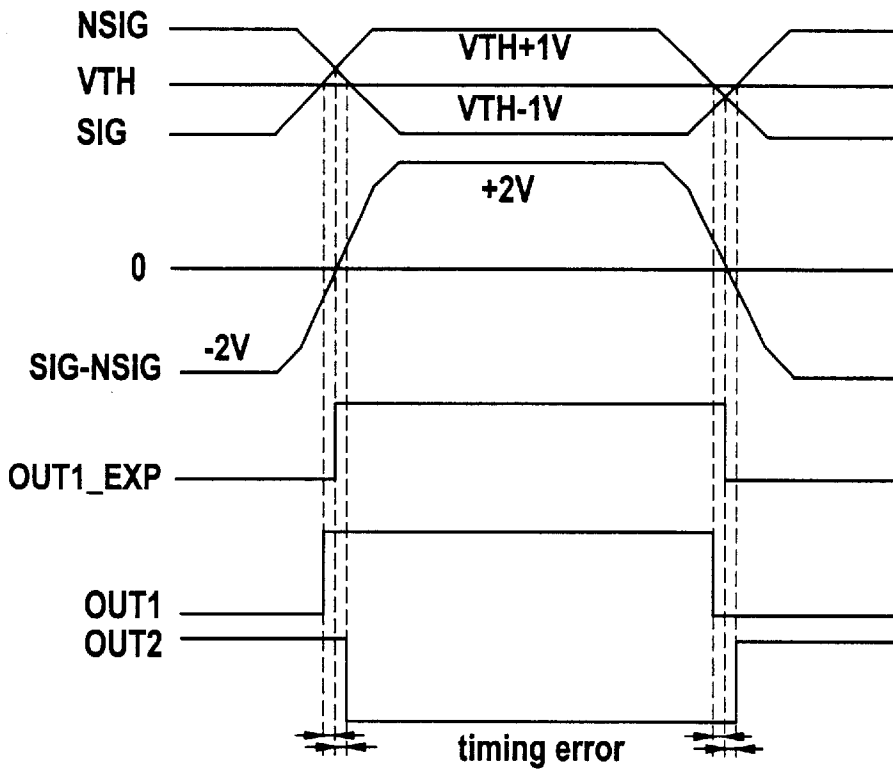 NSIG
VTH+1V
VTH
VTH-1V
SIG
+2V
0
-2V
SIG-NSIG
OUT1_EXP
OUT1
OUT2
timing error